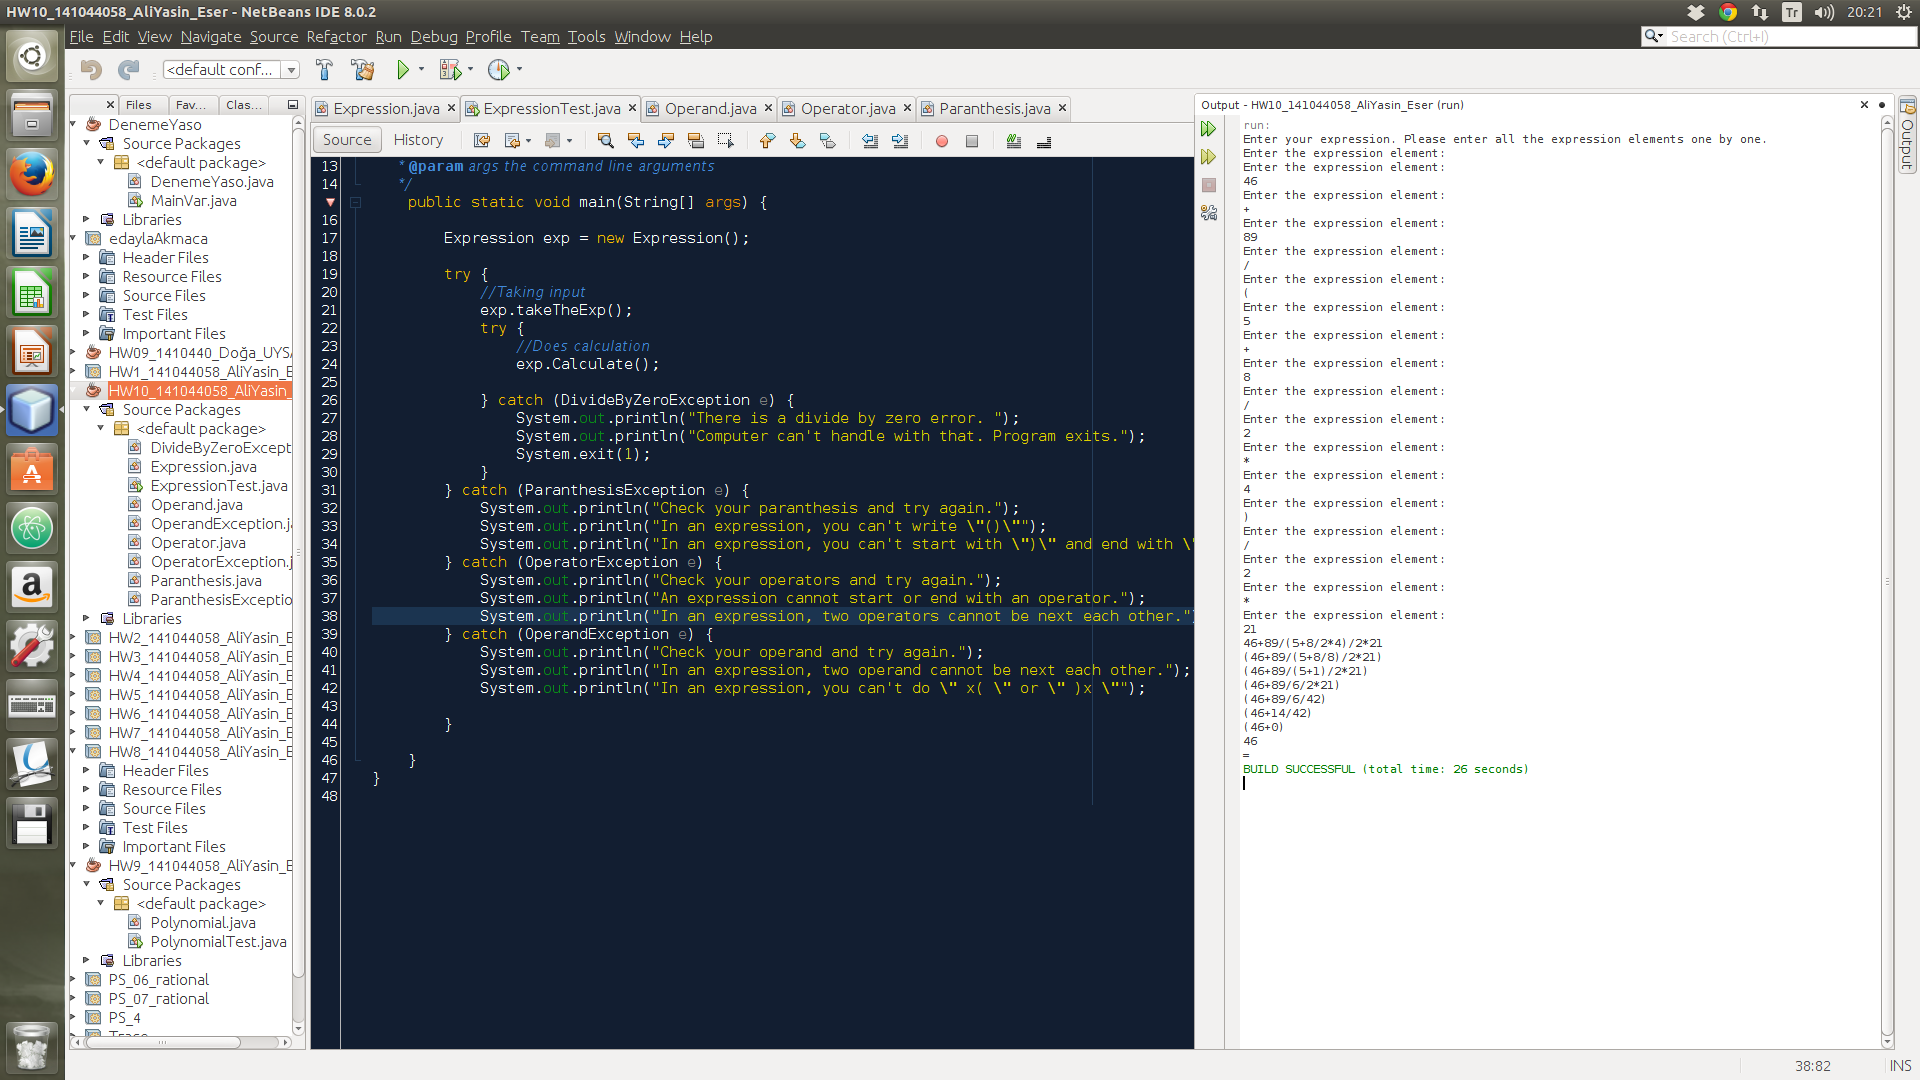 HW10_141044058_AliYasin_Eser - NetBeans IDE 8.0.2
Tr
20:21
File Edit View Navigate Source Refactor Run Debug Profile Team Tools Window Help
Search (Ctrl+I)
<default conf...
Files
Fav...
Clas...
DenemeYaso
Source Packages
<default package>
DenemeYaso.java
MainVar.java
Libraries
edaylaAkmaca
Header Files
Resource Files
Source Files
Test Files
Important Files
HW09_1410440_Doğa_UYSA
HW1_141044058_AliYasin_E
HW10_141044058_AliYasin_
Source Packages
<default package>
DivideByZeroExcept
Expression.java
ExpressionTest.java
Operand.java
OperandException.j
Operator.java
OperatorException.j
Paranthesis.java
ParanthesisExceptio
Libraries
HW2_141044058_AliYasin_E
HW3_141044058_AliYasin_E
HW4_141044058_AliYasin_E
HW5_141044058_AliYasin_E
HW6_141044058_AliYasin_E
HW7_141044058_AliYasin_E
HW8_141044058_AliYasin_E
Header Files
Resource Files
Source Files
Test Files
Important Files
HW9_141044058_AliYasin_E
Source Packages
<default package>
Polynomial.java
PolynomialTest.java
Libraries
PS_06_rational
PS_07_rational
PS_4
Expression.java
ExpressionTest.java
Operand.java
Operator.java
Paranthesis.java
Source
History
13 * @param args the command line arguments
14 */
public static void main(String[] args) {
16
17 Expression exp = new Expression();
18
19 try {
20 //Taking input
21 exp.takeTheExp();
22 try {
23 //Does calculation
24 exp.Calculate();
25
26 } catch (DivideByZeroException e) {
27 System.out.println("There is a divide by zero error. ");
28 System.out.println("Computer can't handle with that. Program exits.");
29 System.exit(1);
30 }
31 } catch (ParanthesisException e) {
32 System.out.println("Check your paranthesis and try again.");
33 System.out.println("In an expression, you can't write \"()\"");
34 System.out.println("In an expression, you can't start with \")\" and end with \"
35 } catch (OperatorException e) {
36 System.out.println("Check your operators and try again.");
37 System.out.println("An expression cannot start or end with an operator.");
38 System.out.println("In an expression, two operators cannot be next each other.")
39 } catch (OperandException e) {
40 System.out.println("Check your operand and try again.");
41 System.out.println("In an expression, two operand cannot be next each other.");
42 System.out.println("In an expression, you can't do \" x( \" or \" )x \"");
43
44 }
45
46 }
47 }
48
Output - HW10_141044058_AliYasin_Eser (run)
run:
Enter your expression. Please enter all the expression elements one by one.
Enter the expression element:
Enter the expression element:
46
Enter the expression element:
+
Enter the expression element:
89
Enter the expression element:
/
Enter the expression element:
(
Enter the expression element:
5
Enter the expression element:
+
Enter the expression element:
8
Enter the expression element:
/
Enter the expression element:
2
Enter the expression element:
*
Enter the expression element:
4
Enter the expression element:
)
Enter the expression element:
/
Enter the expression element:
2
Enter the expression element:
*
Enter the expression element:
21
46+89/(5+8/2*4)/2*21
(46+89/(5+8/8)/2*21)
(46+89/(5+1)/2*21)
(46+89/6/2*21)
(46+89/6/42)
(46+14/42)
(46+0)
46
=
BUILD SUCCESSFUL (total time: 26 seconds)
Output
38:82
INS